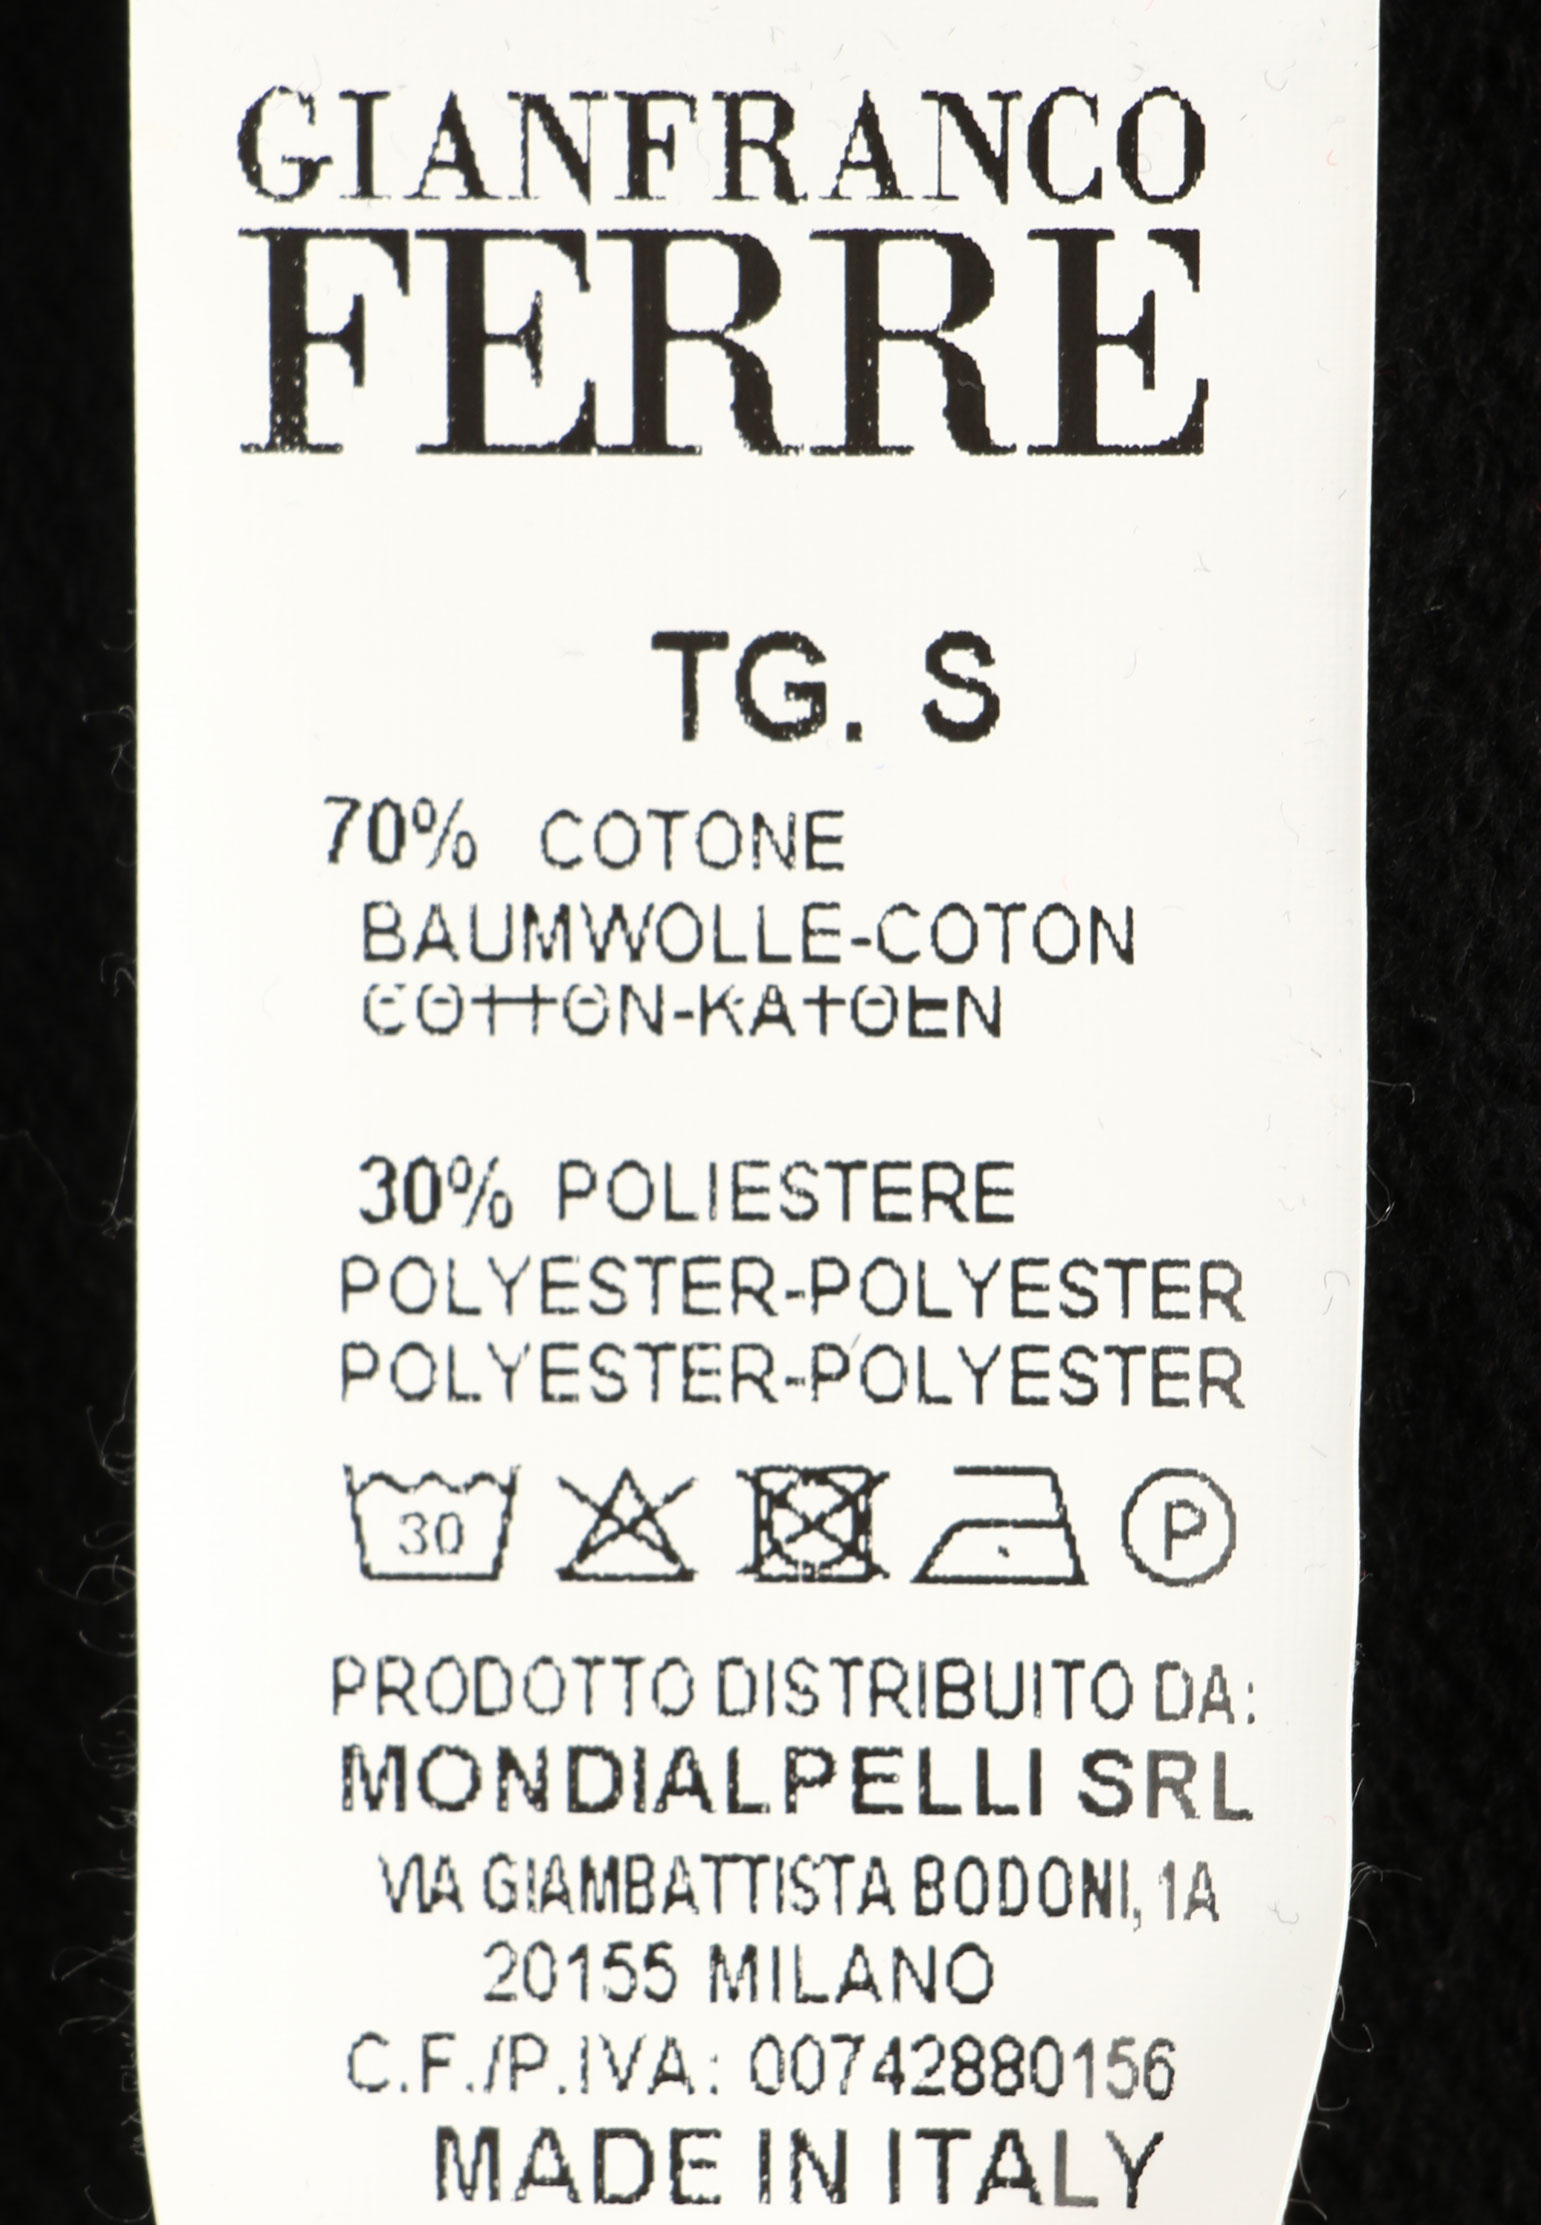 GIANFRANCO
FERRE
TG. S
70% COTONE
BAUMWOLLE-COTON
COTTON-KATOEN
30% POLIESTERE
POLYESTER-POLYESTER
POLYESTER-POLYESTER
30 P
PRODOTTO DISTRIBUITO DA:
MONDIALPELLI SRL
VIA GIAMBATTISTA BODONI, 1A
20155 MILANO
C.F./P.IVA: 00742880156
MADE IN ITALY